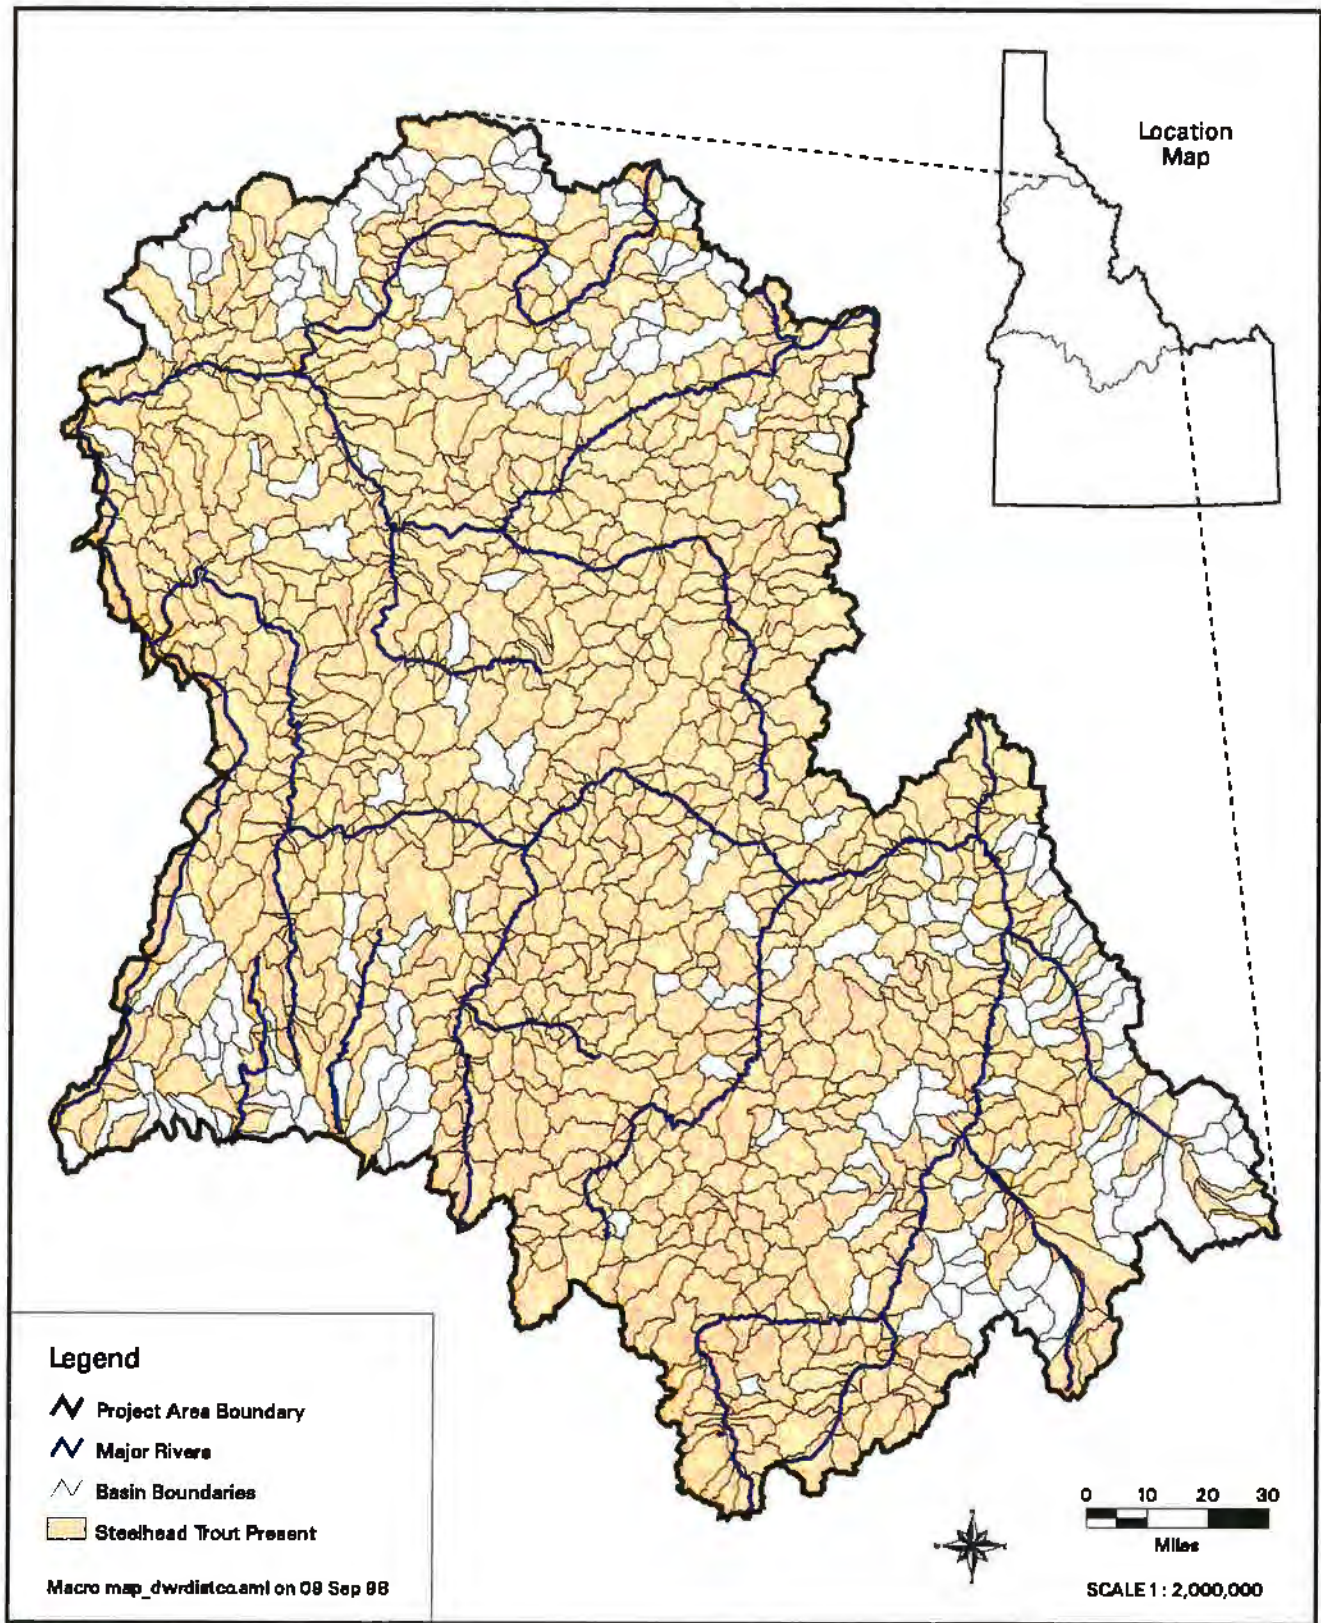 Location
Map
Legend
Project Area Boundary
Major Rivers
Basin Boundaries
Steelhead Trout Present
Macro map_dwrdistco.aml on 09 Sep 98
0 10 20 30
Miles
SCALE 1 : 2,000,000